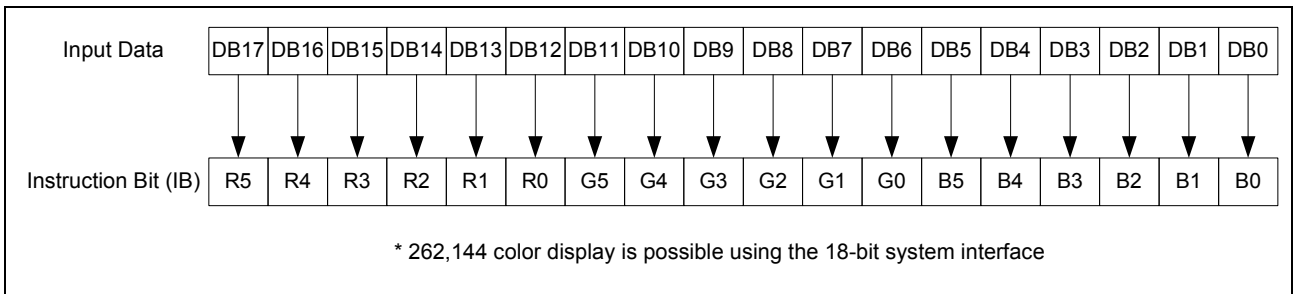 Input Data DB17 DB16 DB15 DB14 DB13 DB12 DB11 DB10 DB9 DB8 DB7 DB6 DB5 DB4 DB3 DB2 DB1 DB0
Instruction Bit (IB) R5 R4 R3 R2 R1 R0 G5 G4 G3 G2 G1 G0 B5 B4 B3 B2 B1 B0
* 262,144 color display is possible using the 18-bit system interface